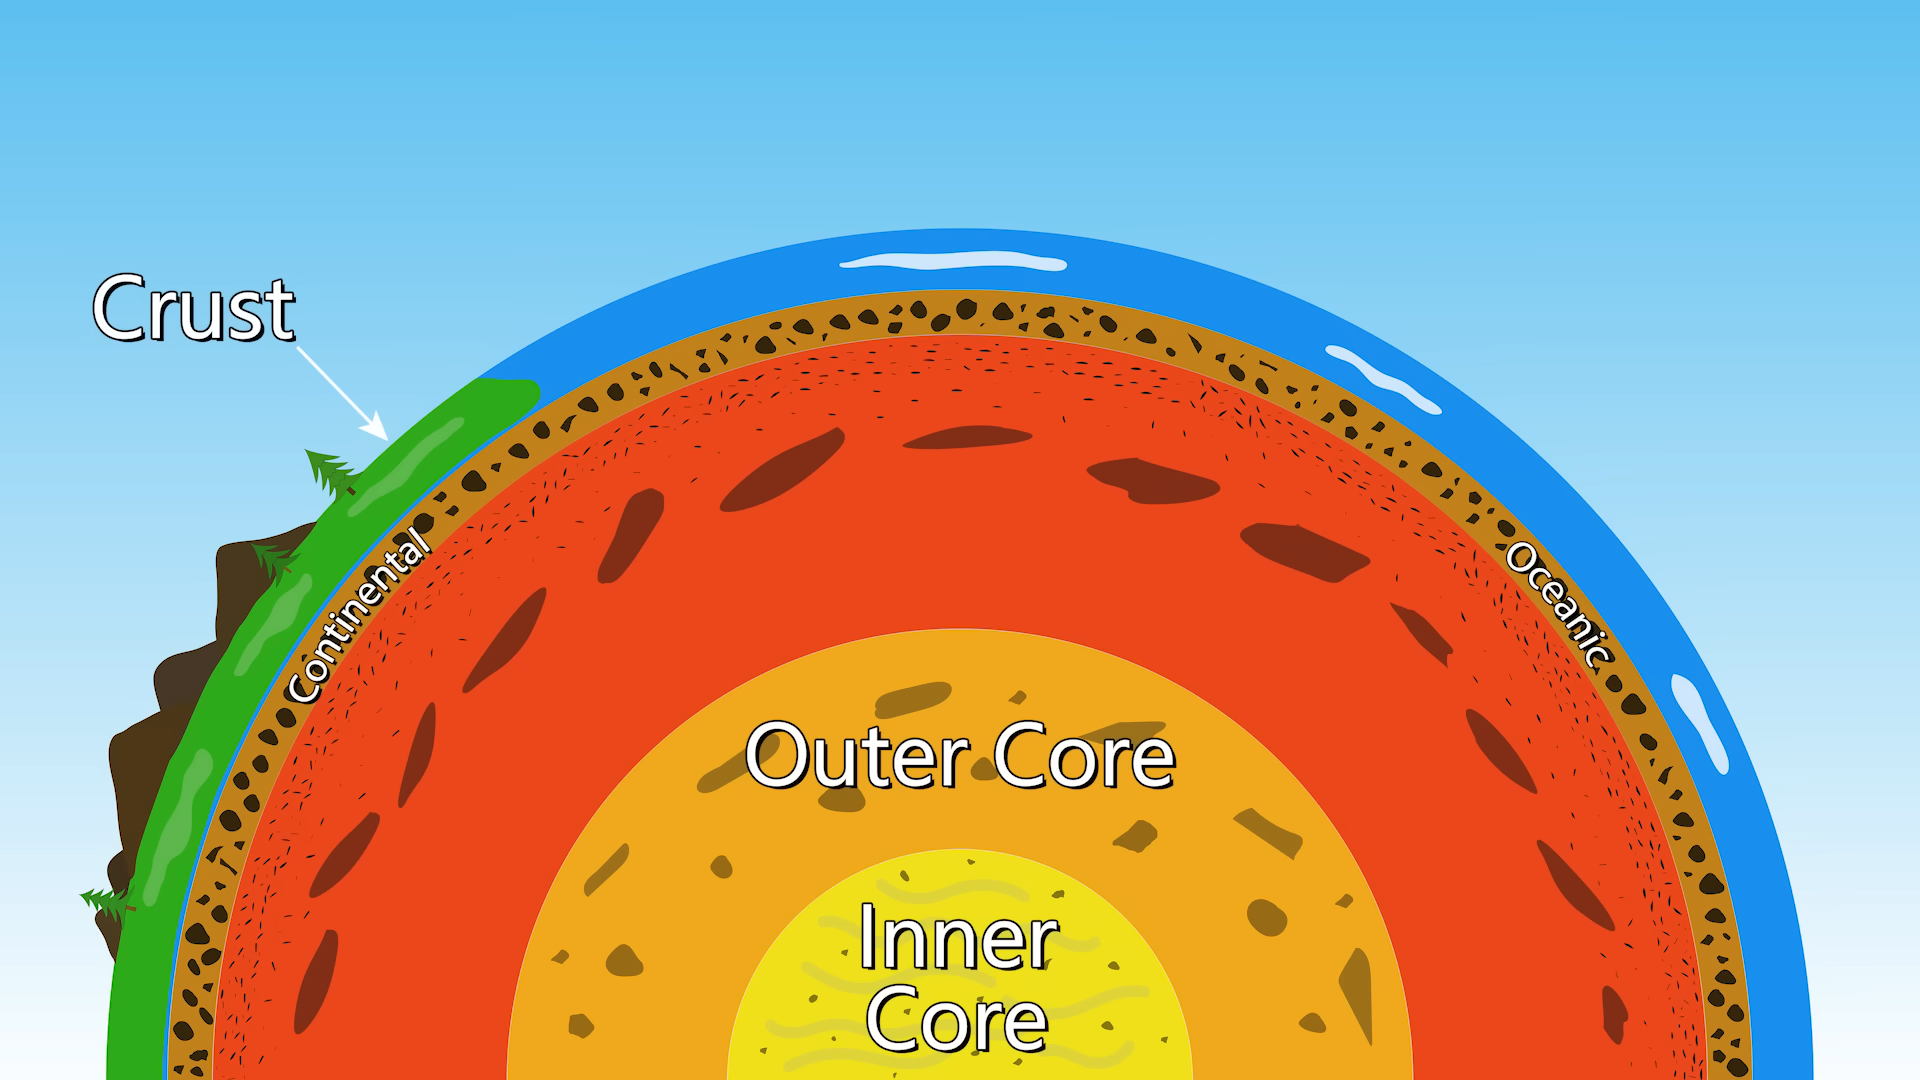 Crust
Continental
Oceanic
Outer Core
Inner
Core